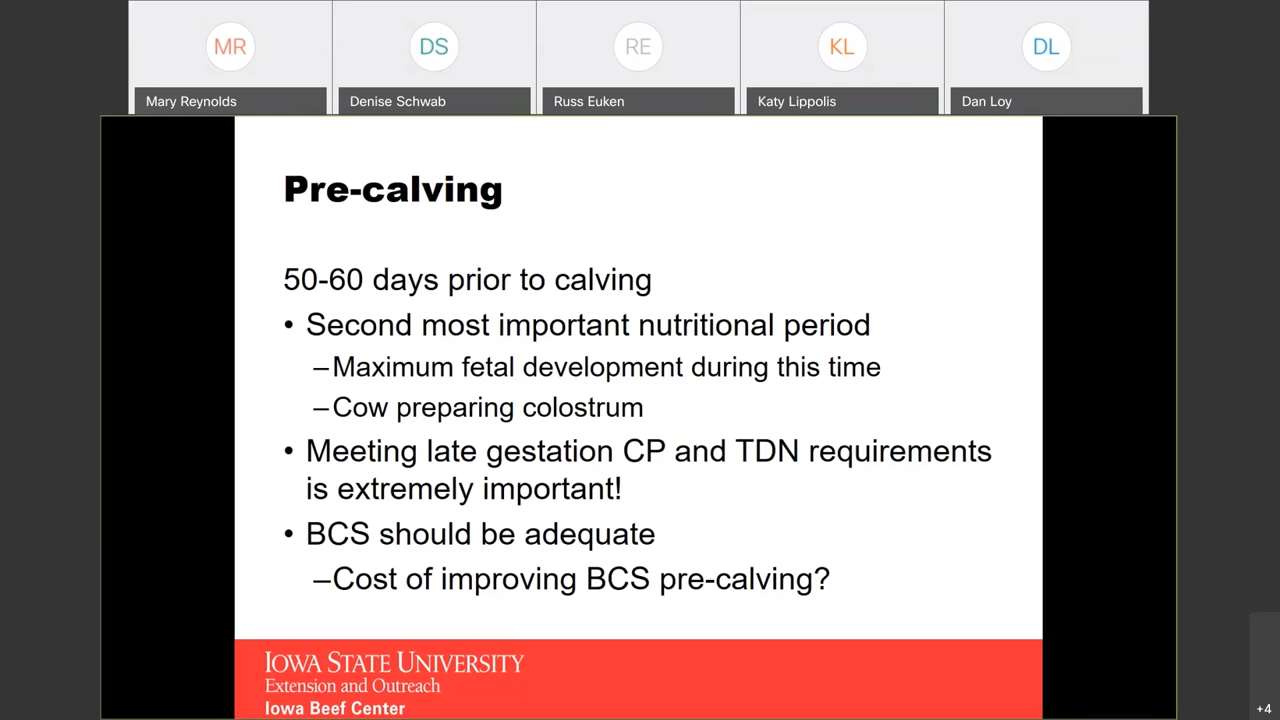 MR
DS
RE
KL
DL
Mary Reynolds
Denise Schwab
Russ Euken
Katy Lippolis
Dan Loy
Pre-calving
50-60 days prior to calving
• Second most important nutritional period
–Maximum fetal development during this time
–Cow preparing colostrum
• Meeting late gestation CP and TDN requirements
is extremely important!
• BCS should be adequate
–Cost of improving BCS pre-calving?
IOWA STATE UNIVERSITY
Extension and Outreach
Iowa Beef Center
+4